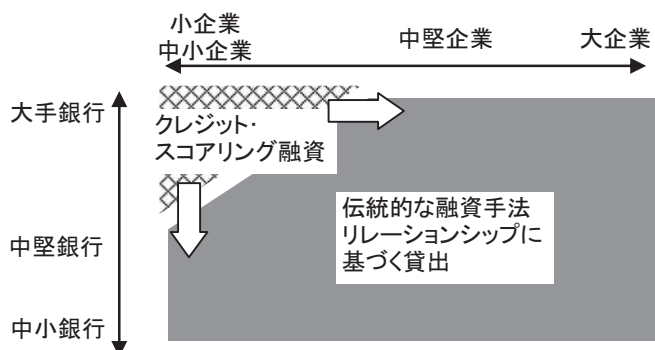 小企業
中小企業
中堅企業
大企業
大手銀行
クレジット・
スコアリング融資
伝統的な融資手法
リレーションシップに
基づく貸出
中堅銀行
中小銀行